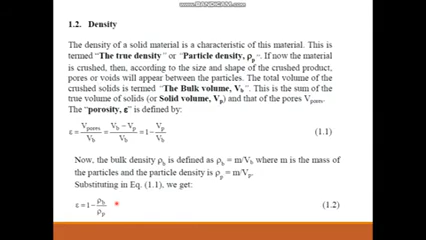 www.BANDICAM.com
1.2. Density
The density of a solid material is a characteristic of this material. This is
termed "The true density" or "Particle density, ρp". If now the material
is crushed, then, according to the size and shape of the crushed product,
pores or voids will appear between the particles. The total volume of the
crushed solids is termed "The Bulk volume, Vb". This is the sum of the
true volume of solids (or Solid volume, Vp) and that of the pores Vpores.
The "porosity, ε" is defined by:
ε = Vpores/Vb = (Vb − Vp)/Vb = 1 − Vp/Vb (1.1)
Now, the bulk density ρb is defined as ρb = m/Vb where m is the mass of
the particles and the particle density is ρp = m/Vp.
Substituting in Eq. (1.1), we get:
ε = 1 − ρb/ρp (1.2)